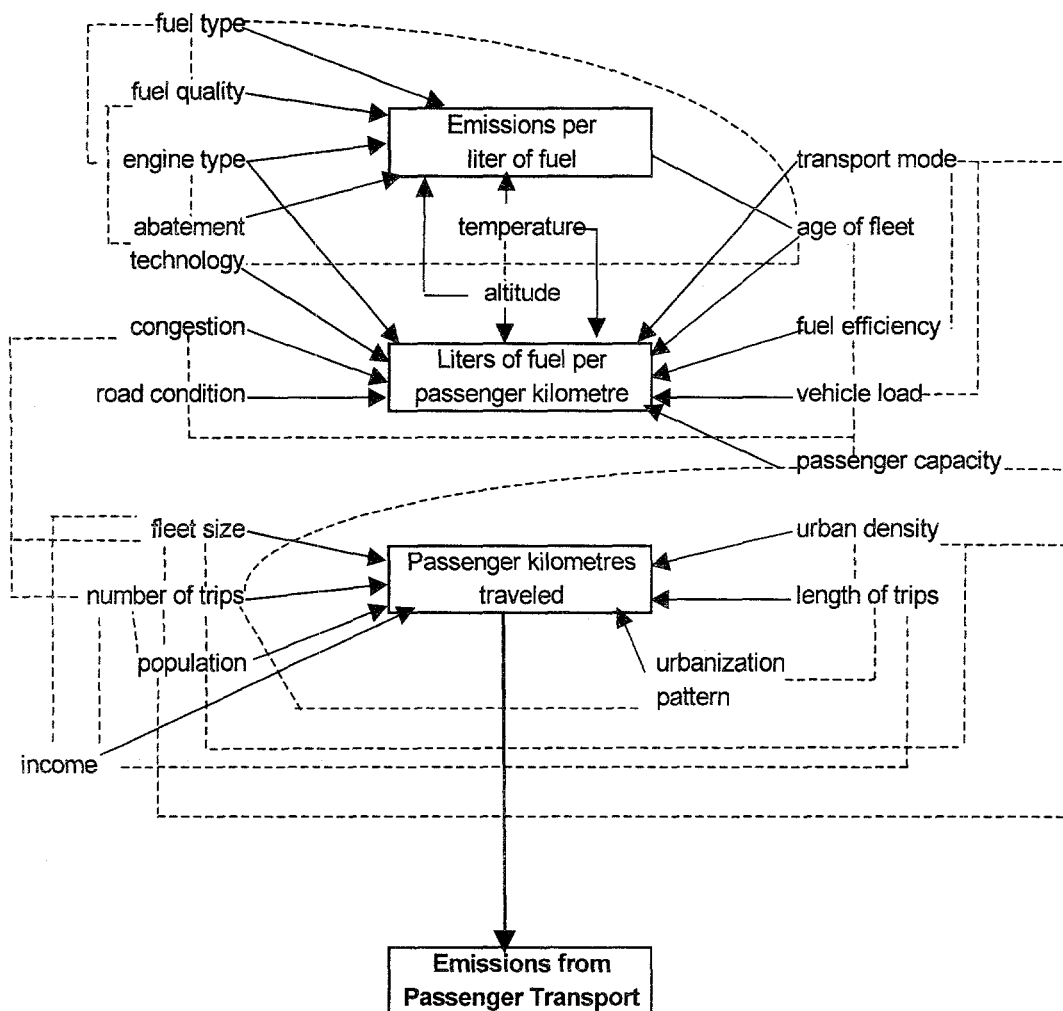 fuel type
fuel quality
Emissions per
liter of fuel
engine type
transport mode
abatement
technology
temperature
age of fleet
altitude
congestion
fuel efficiency
Liters of fuel per
passenger kilometre
road condition
vehicle load
passenger capacity
fleet size
urban density
Passenger kilometres
traveled
number of trips
length of trips
population
urbanization
pattern
income
Emissions from
Passenger Transport